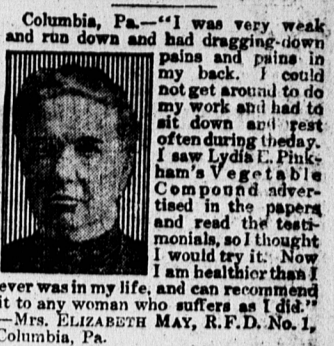 Columbia, Pa.—"I was very weak
and run down and had dragging-down
pains and pains in
my back. I could
not get around to do
my work and had to
sit down and rest
often during the day.
I saw Lydia E. Pink-
ham's Vegetable
Compound adver-
tised in the papers
and read the testi-
monials, so I thought
I would try it. Now
I am healthier than I
ever was in my life, and can recommend
it to any woman who suffers as I did."
—Mrs. ELIZABETH MAY, R.F.D. No. 1,
Columbia, Pa.